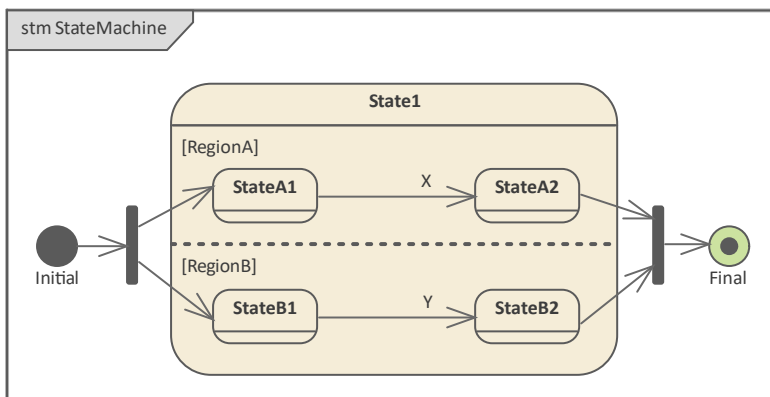 stm StateMachine
State1
[RegionA]
StateA1
X
StateA2
Initial
[RegionB]
StateB1
Y
StateB2
Final